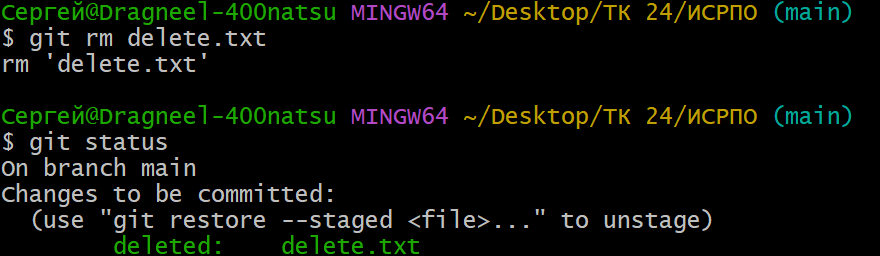 Сергей@Dragneel-400natsu MINGW64 ~/Desktop/ТК 24/ИСРПО (main)
$ git rm delete.txt
rm 'delete.txt'
Сергей@Dragneel-400natsu MINGW64 ~/Desktop/ТК 24/ИСРПО (main)
$ git status
On branch main
Changes to be committed:
  (use "git restore --staged <file>..." to unstage)
        deleted:    delete.txt